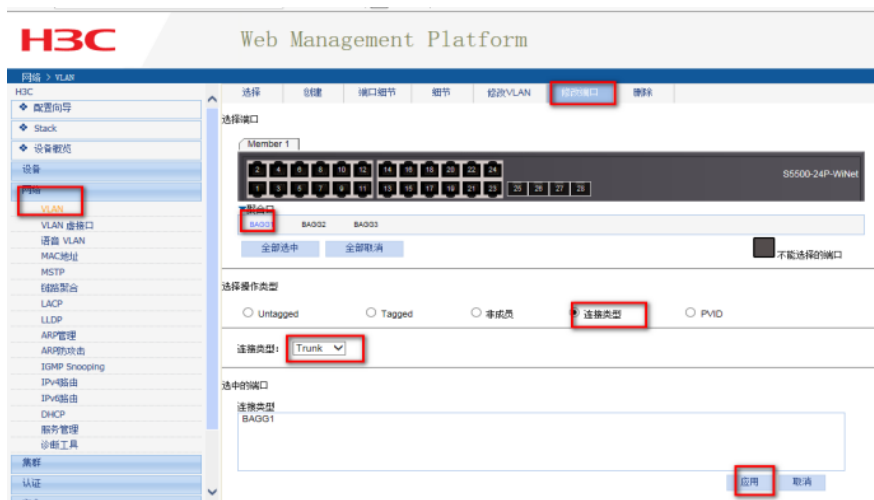 H3C Web Management Platform
网络 > VLAN
H3C
配置向导
Stack
设备概览
设备
网络
VLAN
VLAN 虚接口
语音 VLAN
MAC地址
MSTP
链路聚合
LACP
LLDP
ARP管理
ARP防攻击
IGMP Snooping
IPv4路由
IPv6路由
DHCP
服务管理
诊断工具
集群
认证
选择 创建 端口细节 细节 修改VLAN 修改端口 删除
选择端口
Member 1
2 4 6 8 10 12 14 16 18 20 22 24
1 3 5 7 9 11 13 15 17 19 21 23 25 26 27 28
S5500-24P-WiNet
聚合口
BAGG1 BAGG2 BAGG3
全部选中 全部取消
不能选择的端口
选择操作类型
Untagged Tagged 非成员 连接类型 PVID
连接类型: Trunk
选中的端口
连接类型
BAGG1
应用 取消